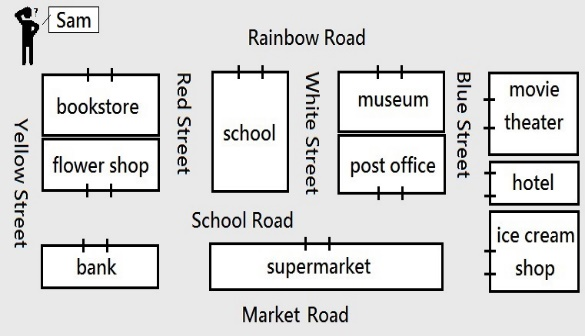 ?
Sam
Rainbow Road
bookstore
flower shop
Yellow Street
Red Street
school
White Street
museum
post office
Blue Street
movie
theater
hotel
ice cream
shop
School Road
bank
supermarket
Market Road